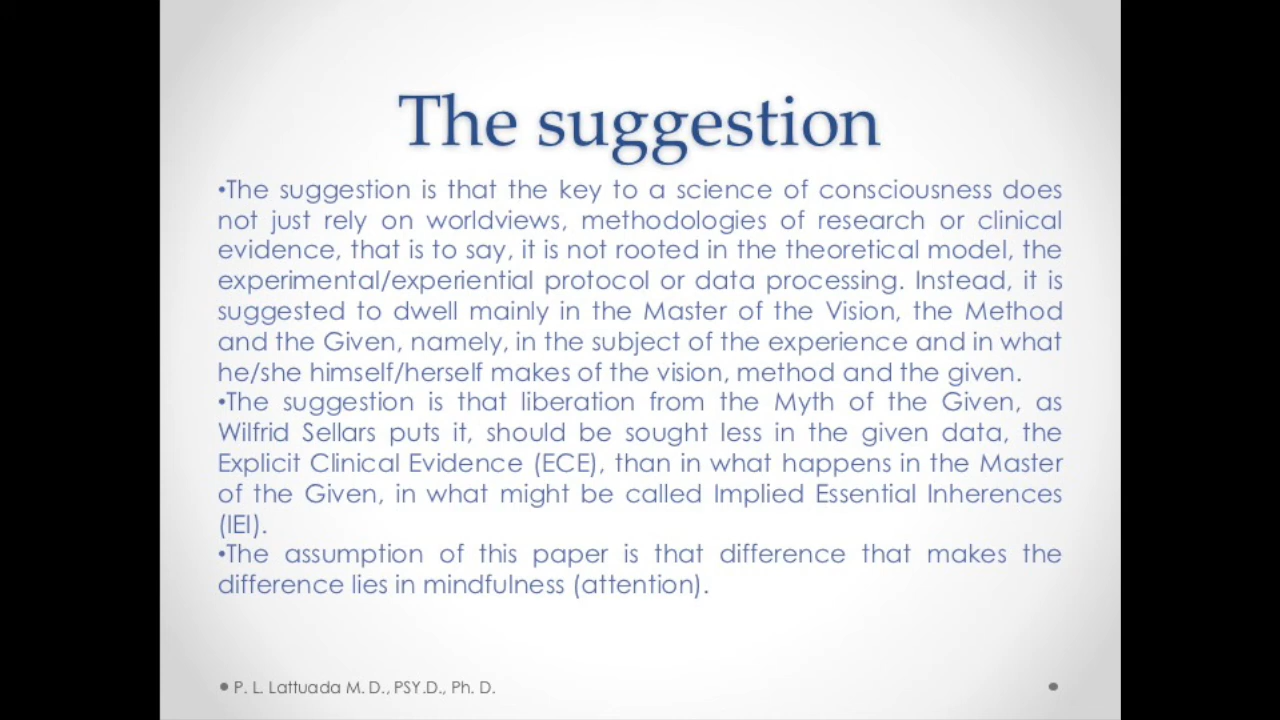 The suggestion
•The suggestion is that the key to a science of consciousness does
not just rely on worldviews, methodologies of research or clinical
evidence, that is to say, it is not rooted in the theoretical model, the
experimental/experiential protocol or data processing. Instead, it is
suggested to dwell mainly in the Master of the Vision, the Method
and the Given, namely, in the subject of the experience and in what
he/she himself/herself makes of the vision, method and the given.
•The suggestion is that liberation from the Myth of the Given, as
Wilfrid Sellars puts it, should be sought less in the given data, the
Explicit Clinical Evidence (ECE), than in what happens in the Master
of the Given, in what might be called Implied Essential Inherences
(IEI).
•The assumption of this paper is that difference that makes the
difference lies in mindfulness (attention).
• P. L. Lattuada M. D., PSY.D., Ph. D.